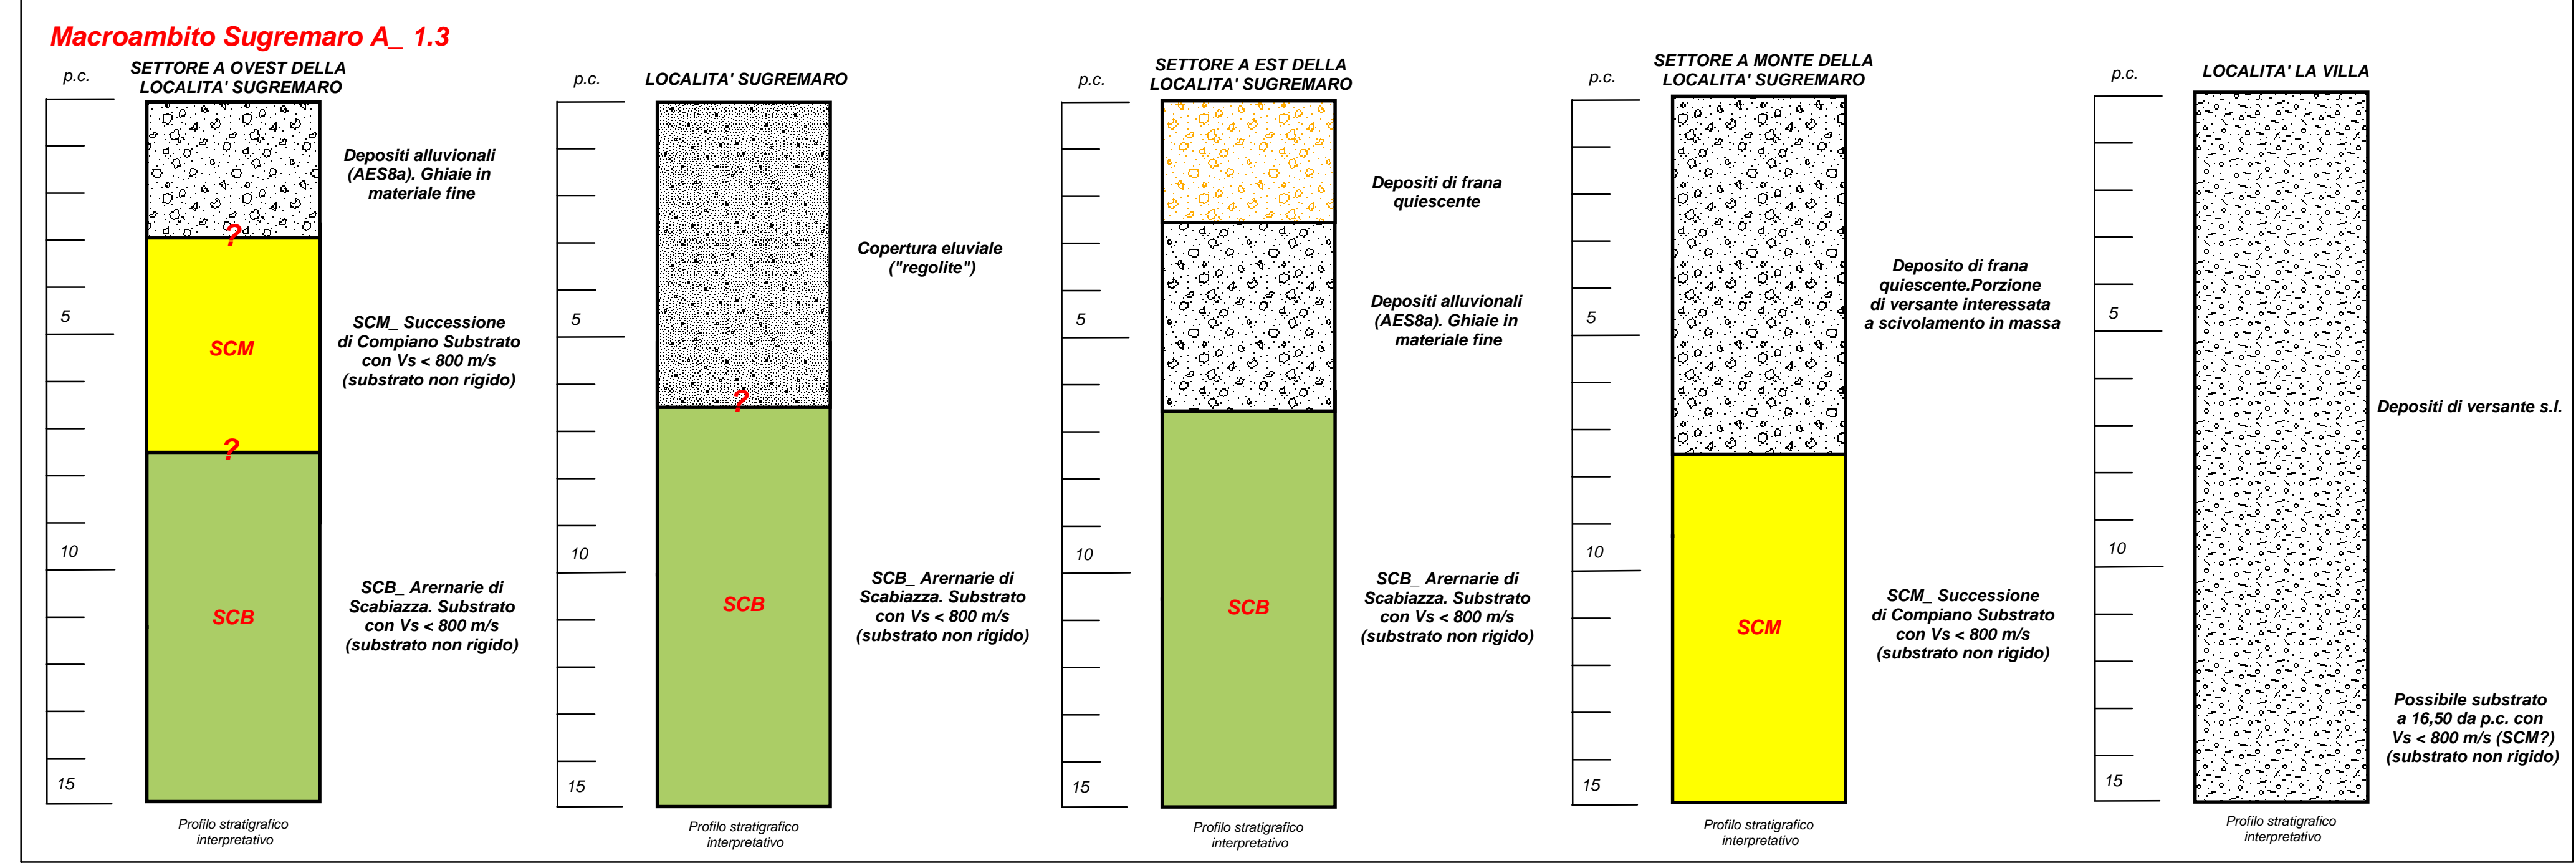 Macroambito Sugremaro A_ 1.3
p.c.
SETTORE A OVEST DELLA
LOCALITA' SUGREMARO
5
10
15
?
SCM
?
SCB
Depositi alluvionali
(AES8a). Ghiaie in
materiale fine
SCM_ Successione
di Compiano Substrato
con Vs < 800 m/s
(substrato non rigido)
SCB_ Arernarie di
Scabiazza. Substrato
con Vs < 800 m/s
(substrato non rigido)
Profilo stratigrafico
interpretativo
p.c.
LOCALITA' SUGREMARO
5
10
15
?
SCB
Copertura eluviale
("regolite")
SCB_ Arernarie di
Scabiazza. Substrato
con Vs < 800 m/s
(substrato non rigido)
Profilo stratigrafico
interpretativo
p.c.
SETTORE A EST DELLA
LOCALITA' SUGREMARO
5
10
15
SCB
Depositi di frana
quiescente
Depositi alluvionali
(AES8a). Ghiaie in
materiale fine
SCB_ Arernarie di
Scabiazza. Substrato
con Vs < 800 m/s
(substrato non rigido)
Profilo stratigrafico
interpretativo
p.c.
SETTORE A MONTE DELLA
LOCALITA' SUGREMARO
5
10
15
SCM
Deposito di frana
quiescente.Porzione
di versante interessata
a scivolamento in massa
SCM_ Successione
di Compiano Substrato
con Vs < 800 m/s
(substrato non rigido)
Profilo stratigrafico
interpretativo
p.c.
LOCALITA' LA VILLA
5
10
15
Depositi di versante s.l.
Possibile substrato
a 16,50 da p.c. con
Vs < 800 m/s (SCM?)
(substrato non rigido)
Profilo stratigrafico
interpretativo